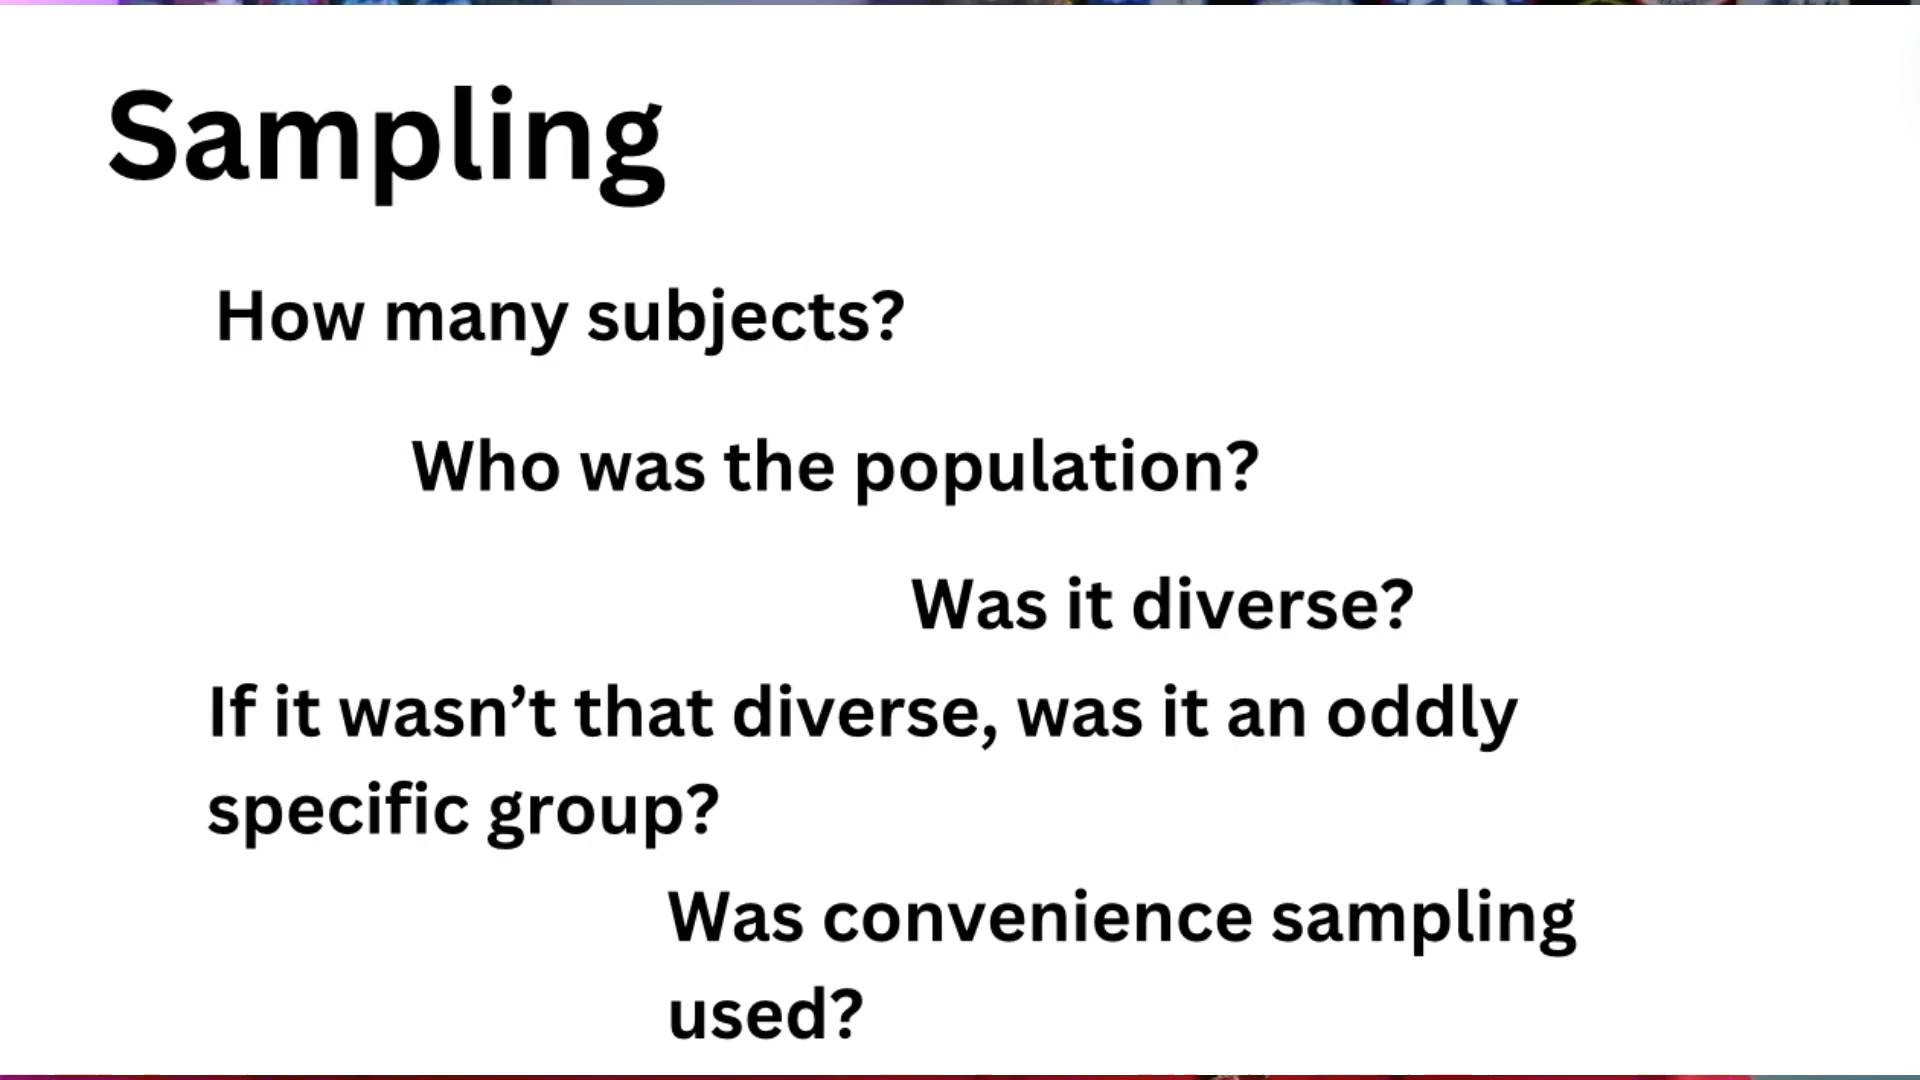 Sampling
How many subjects?
Who was the population?
Was it diverse?
If it wasn’t that diverse, was it an oddly
specific group?
Was convenience sampling
used?